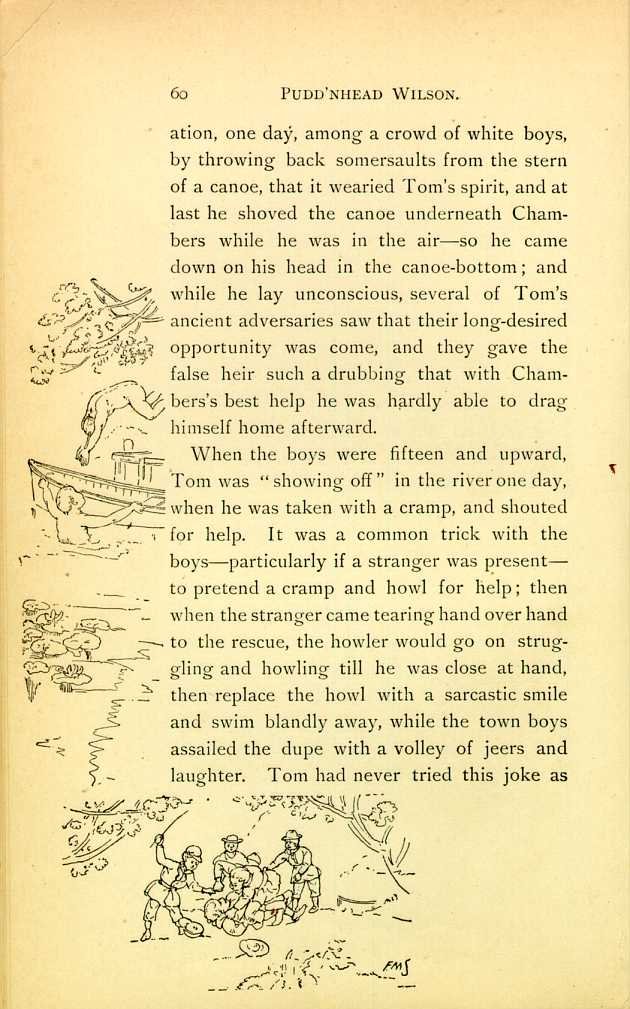 60 PUDD'NHEAD WILSON.
ation, one day, among a crowd of white boys,
by throwing back somersaults from the stern
of a canoe, that it wearied Tom's spirit, and at
last he shoved the canoe underneath Cham-
bers while he was in the air—so he came
down on his head in the canoe-bottom; and
while he lay unconscious, several of Tom's
ancient adversaries saw that their long-desired
opportunity was come, and they gave the
false heir such a drubbing that with Cham-
bers's best help he was hardly able to drag
himself home afterward.
When the boys were fifteen and upward,
Tom was "showing off" in the river one day,
when he was taken with a cramp, and shouted
for help. It was a common trick with the
boys—particularly if a stranger was present—
to pretend a cramp and howl for help; then
when the stranger came tearing hand over hand
to the rescue, the howler would go on strug-
gling and howling till he was close at hand,
then replace the howl with a sarcastic smile
and swim blandly away, while the town boys
assailed the dupe with a volley of jeers and
laughter. Tom had never tried this joke as
FMS